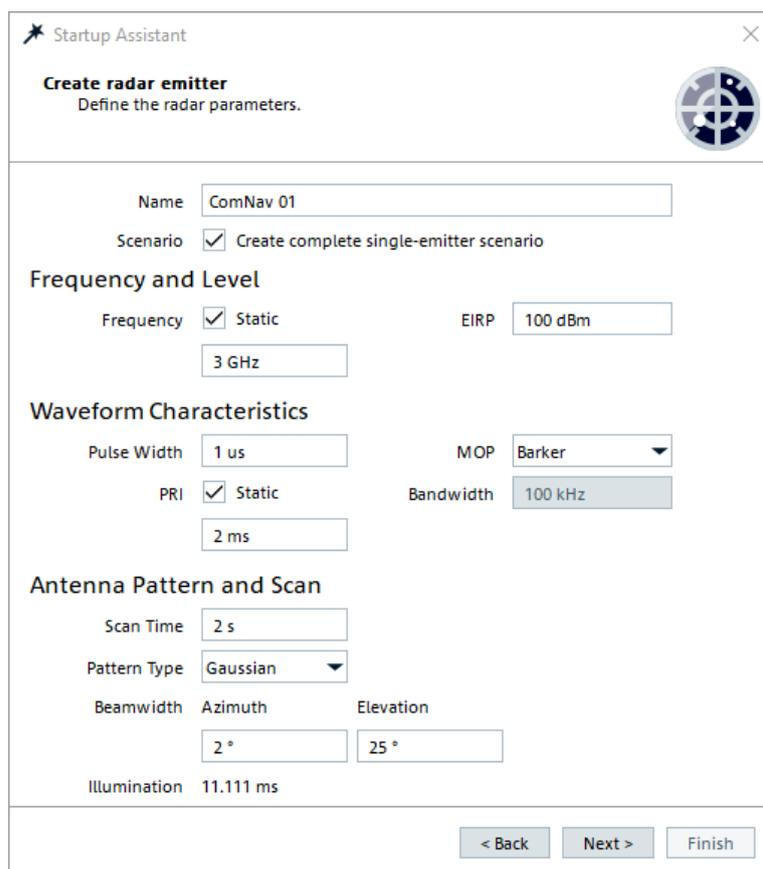 Startup Assistant
Create radar emitter
Define the radar parameters.
Name ComNav 01
Scenario Create complete single-emitter scenario
Frequency and Level
Frequency Static EIRP 100 dBm
3 GHz
Waveform Characteristics
Pulse Width 1 us MOP Barker
PRI Static Bandwidth 100 kHz
2 ms
Antenna Pattern and Scan
Scan Time 2 s
Pattern Type Gaussian
Beamwidth Azimuth Elevation
2 ° 25 °
Illumination 11.111 ms
< Back Next > Finish